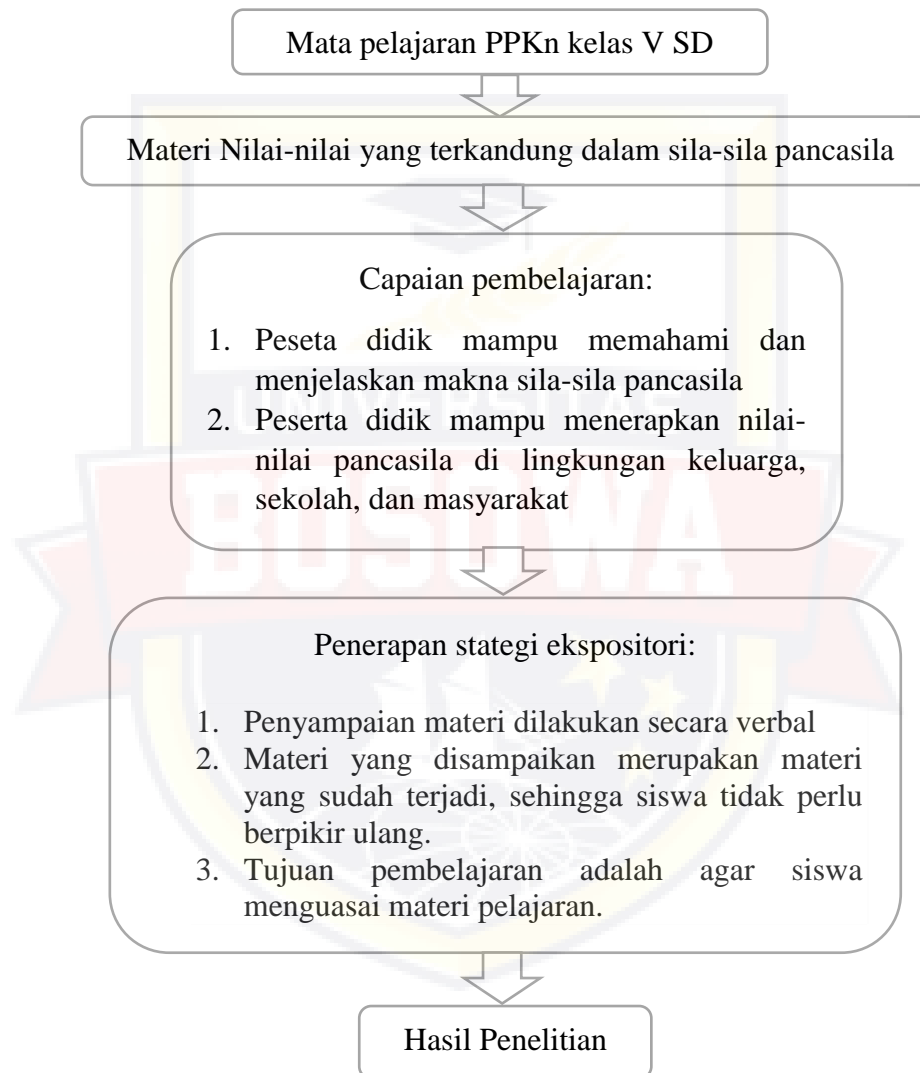 Mata pelajaran PPKn kelas V SD
Materi Nilai-nilai yang terkandung dalam sila-sila pancasila
Capaian pembelajaran:
1. Peseta didik mampu memahami dan
menjelaskan makna sila-sila pancasila
2. Peserta didik mampu menerapkan nilai-
nilai pancasila di lingkungan keluarga,
sekolah, dan masyarakat
UNIVERSITAS
BOSOWA
Penerapan stategi ekspositori:
1. Penyampaian materi dilakukan secara verbal
2. Materi yang disampaikan merupakan materi
yang sudah terjadi, sehingga siswa tidak perlu
berpikir ulang.
3. Tujuan pembelajaran adalah agar siswa
menguasai materi pelajaran.
Hasil Penelitian